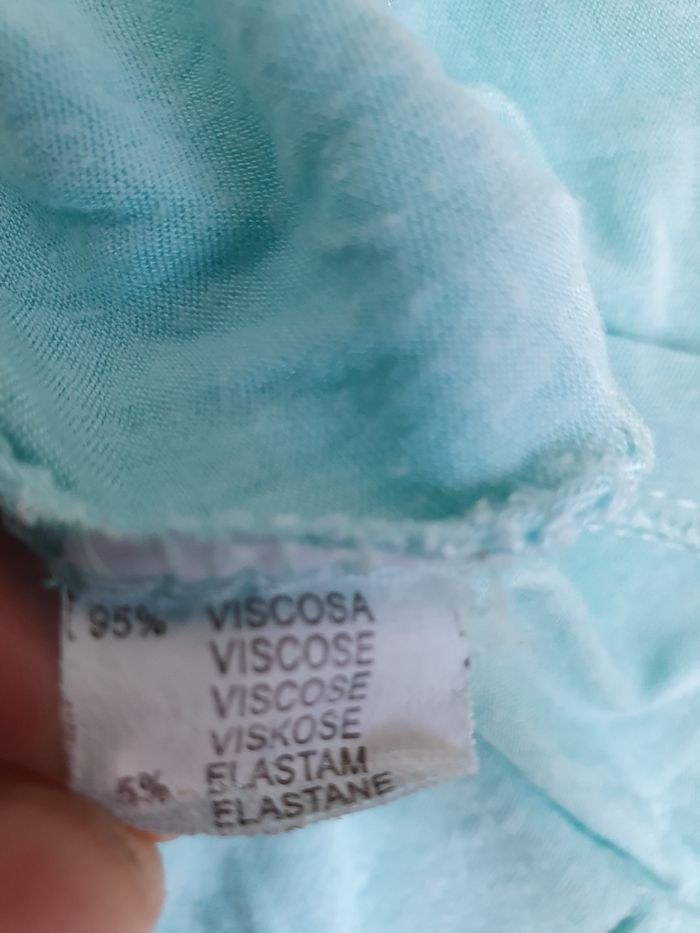 95% VISCOSA
VISCOSE
VISCOSE
VISKOSE
5% ELASTAM
ELASTANE